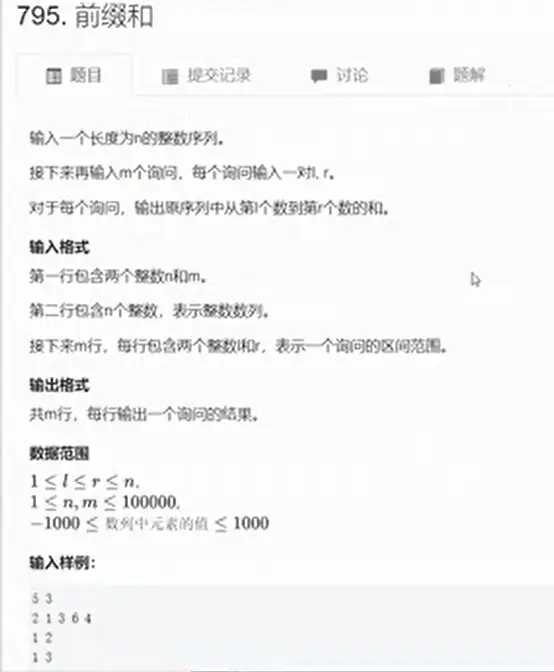 795. 前缀和
题目 提交记录 讨论 题解
输入一个长度为n的整数序列。
接下来再输入m个询问，每个询问输入一对l, r。
对于每个询问，输出原序列中从第l个数到第r个数的和。
输入格式
第一行包含两个整数n和m。
第二行包含n个整数，表示整数数列。
接下来m行，每行包含两个整数l和r，表示一个询问的区间范围。
输出格式
共m行，每行输出一个询问的结果。
数据范围
1 ≤ l ≤ r ≤ n,
1 ≤ n, m ≤ 100000,
−1000 ≤ 数列中元素的值 ≤ 1000
输入样例：
5 3
2 1 3 6 4
1 2
1 3